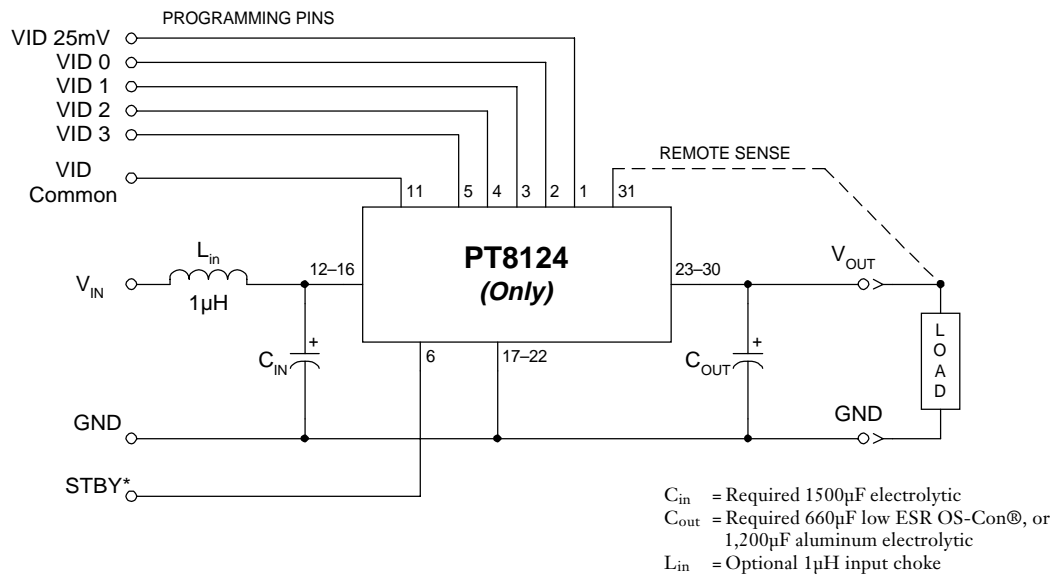 PROGRAMMING PINS
VID 25mV
VID 0
VID 1
VID 2
VID 3
VID
Common
REMOTE SENSE
11 5 4 3 2 1 31
L_in
1µH
V_IN
12–16
PT8124
(Only)
23–30
V_OUT
C_IN
+
6
17–22
C_OUT
+
LOAD
GND
GND
STBY*
C_in = Required 1500µF electrolytic
C_out = Required 660µF low ESR OS-Con®, or
1,200µF aluminum electrolytic
L_in = Optional 1µH input choke